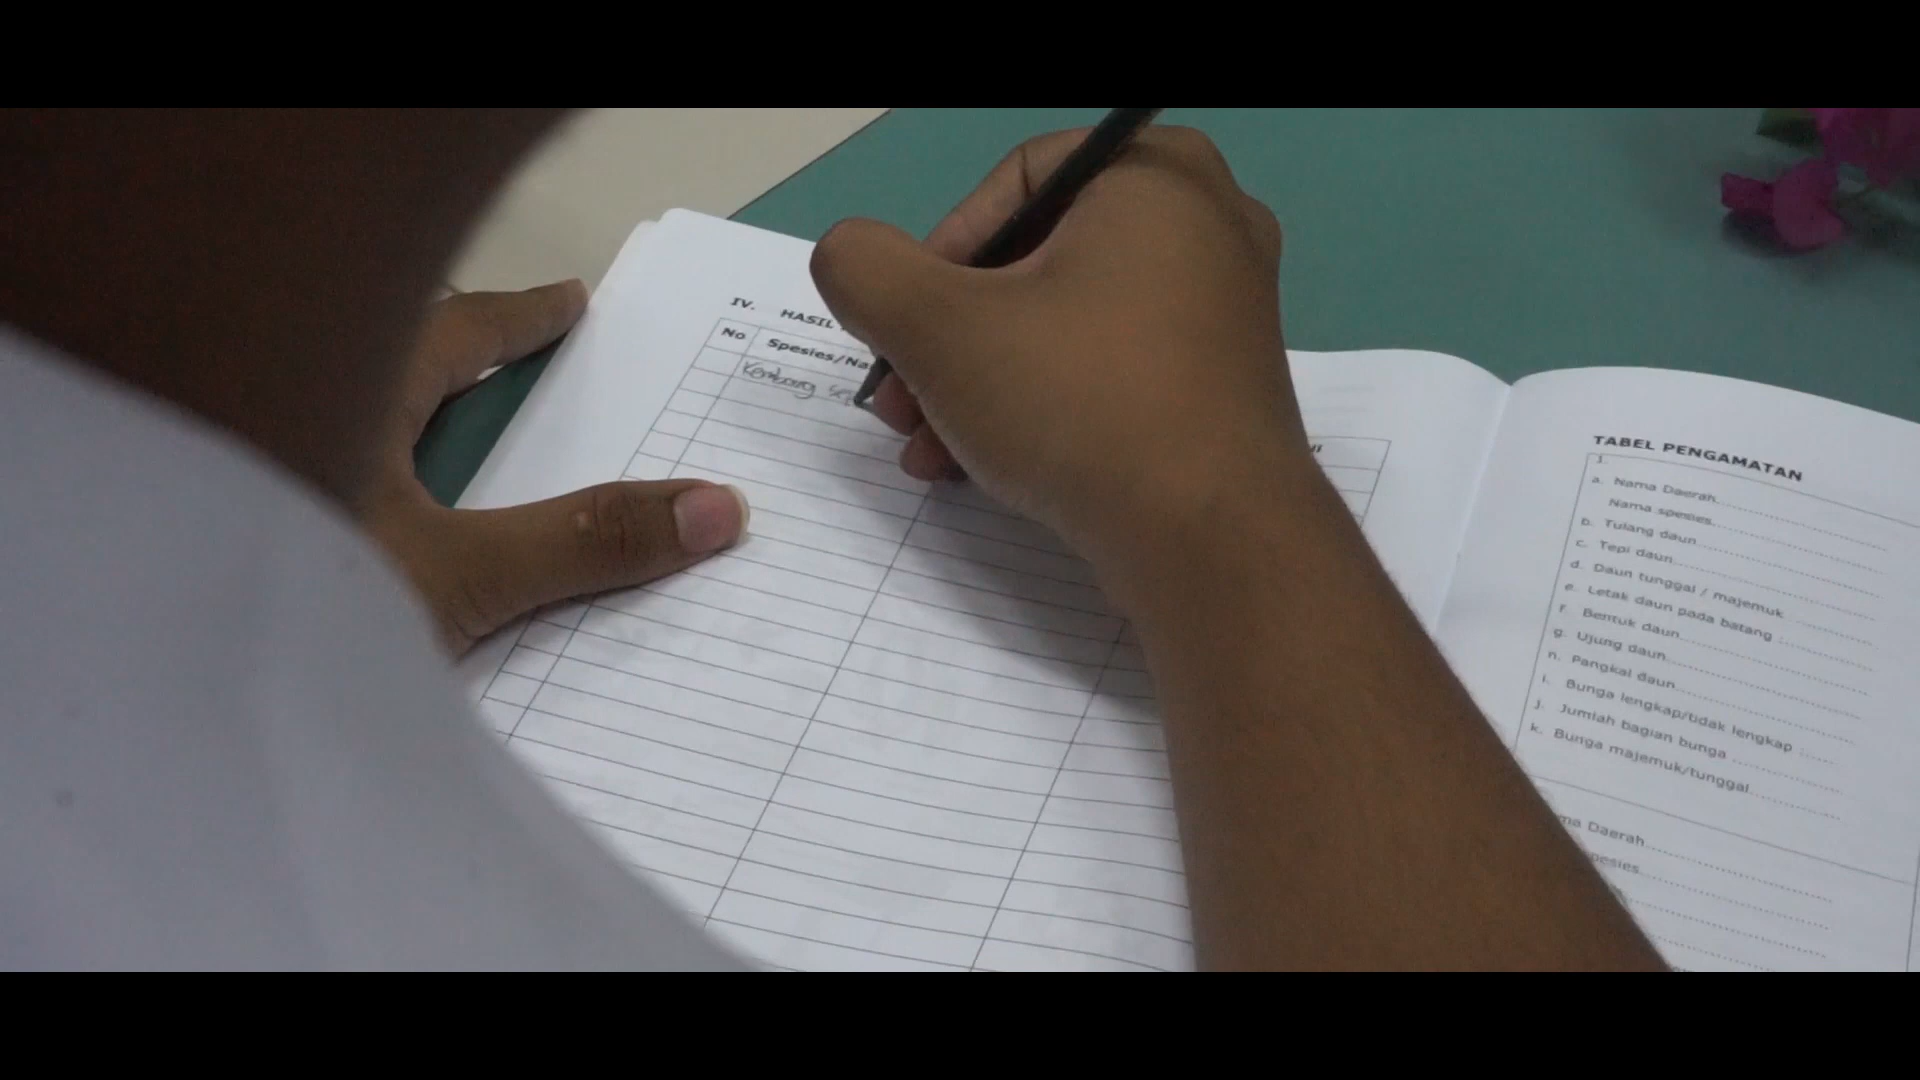 IV. HASIL
No Spesies/Na
Kembang sep
TABEL PENGAMATAN
1.
a. Nama Daerah
Nama spesies
b. Tulang daun
c. Tepi daun
d. Daun tunggal / majemuk
e. Letak daun pada batang :
f. Bentuk daun
g. Ujung daun
h. Pangkal daun
i. Bunga lengkap/tidak lengkap :
j. Jumlah bagian bunga
k. Bunga majemuk/tunggal
ma Daerah
spesies